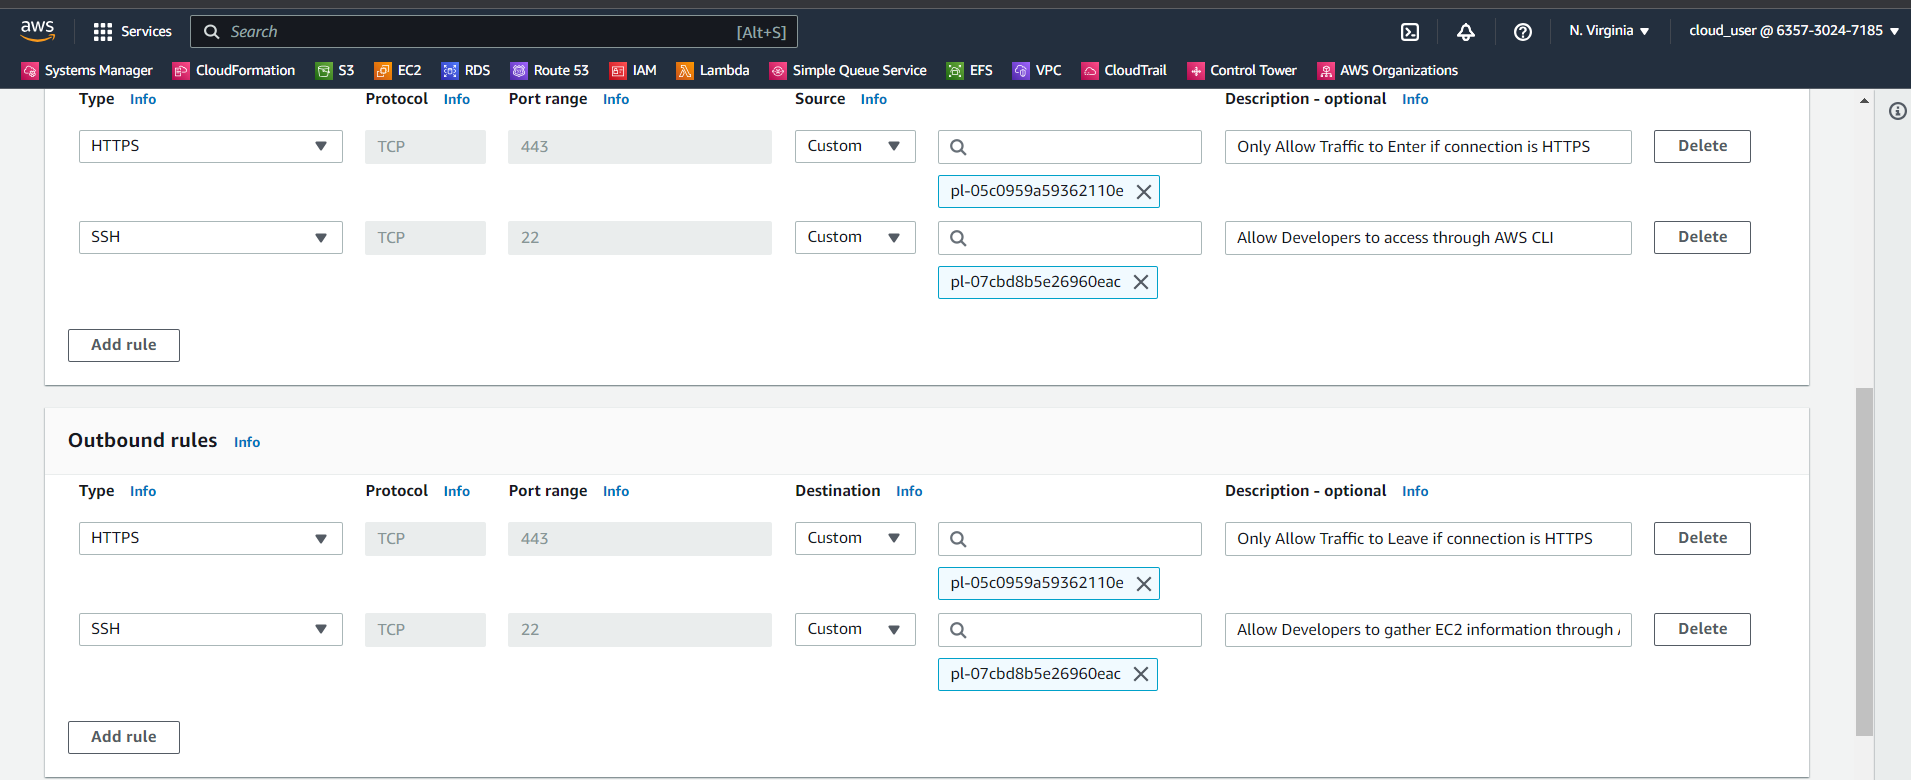 aws Services Search [Alt+S] N. Virginia cloud_user @ 6357-3024-7185
Systems Manager CloudFormation S3 EC2 RDS Route 53 IAM Lambda Simple Queue Service EFS VPC CloudTrail Control Tower AWS Organizations
Type Info Protocol Info Port range Info Source Info Description - optional Info
HTTPS TCP 443 Custom Only Allow Traffic to Enter if connection is HTTPS Delete
pl-05c0959a59362110e
SSH TCP 22 Custom Allow Developers to access through AWS CLI Delete
pl-07cbd8b5e26960eac
Add rule
Outbound rules Info
Type Info Protocol Info Port range Info Destination Info Description - optional Info
HTTPS TCP 443 Custom Only Allow Traffic to Leave if connection is HTTPS Delete
pl-05c0959a59362110e
SSH TCP 22 Custom Allow Developers to gather EC2 information through Delete
pl-07cbd8b5e26960eac
Add rule